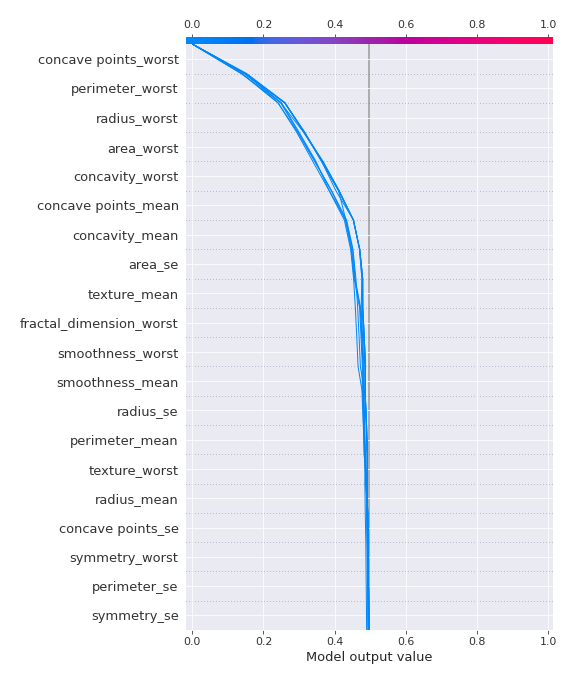 0.0 0.2 0.4 0.6 0.8 1.0
concave points_worst
perimeter_worst
radius_worst
area_worst
concavity_worst
concave points_mean
concavity_mean
area_se
texture_mean
fractal_dimension_worst
smoothness_worst
smoothness_mean
radius_se
perimeter_mean
texture_worst
radius_mean
concave points_se
symmetry_worst
perimeter_se
symmetry_se
0.0 0.2 0.4 0.6 0.8 1.0
Model output value